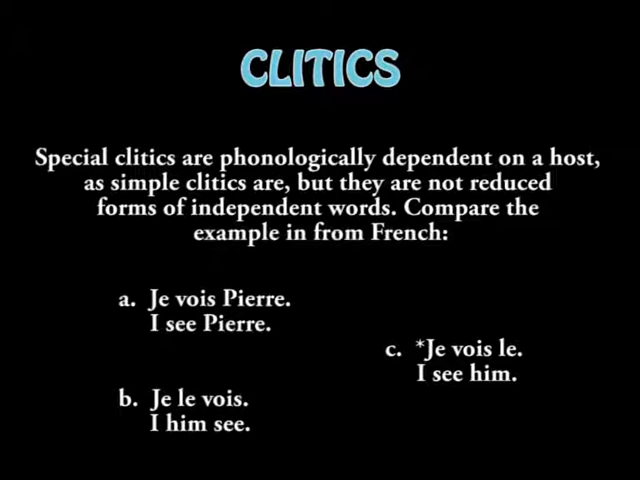 CLITICS
Special clitics are phonologically dependent on a host,
as simple clitics are, but they are not reduced
forms of independent words. Compare the
example in from French:
a. Je vois Pierre.
I see Pierre.
b. Je le vois.
I him see.
c. *Je vois le.
I see him.